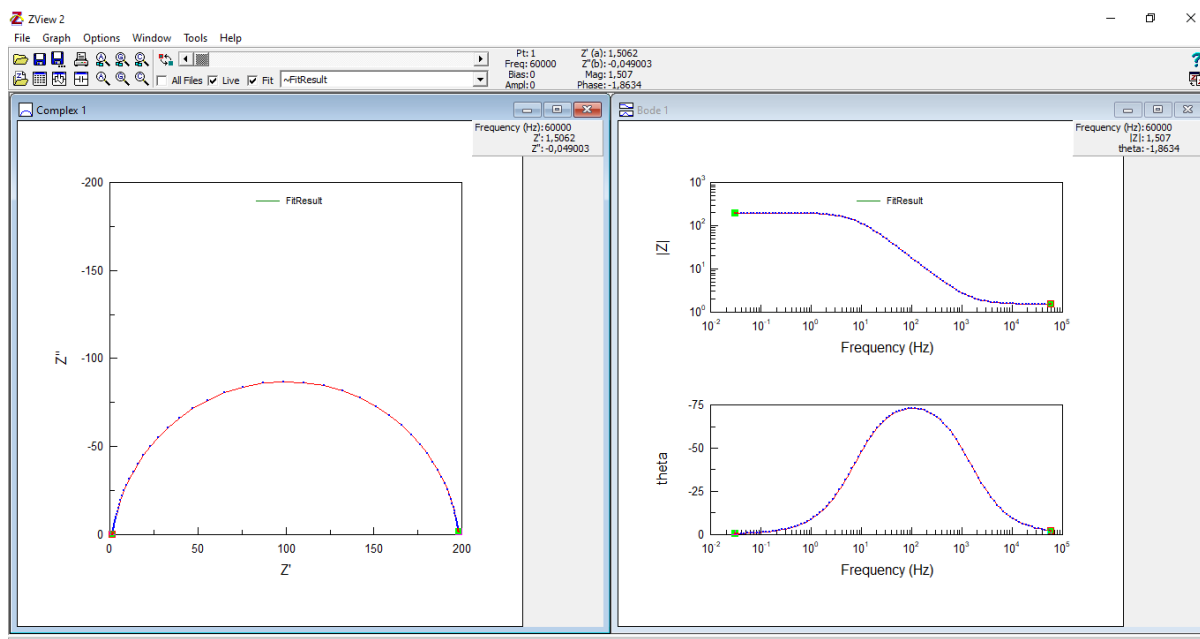 ZView 2
File Graph Options Window Tools Help
Pt: 1 Z' (a): 1,5062
Freq: 60000 Z''(b): -0,049003
Bias: 0 Mag: 1,507
Ampl: 0 Phase: -1,8634
All Files Live Fit ~FitResult
Complex 1
Frequency (Hz): 60000
Z': 1,5062
Z'': -0,049003
-200
-150
-100
-50
0
Z''
FitResult
0 50 100 150 200
Z'
Bode 1
Frequency (Hz): 60000
|Z|: 1,507
theta: -1,8634
10³
10²
10¹
10⁰
|Z|
FitResult
10⁻² 10⁻¹ 10⁰ 10¹ 10² 10³ 10⁴ 10⁵
Frequency (Hz)
-75
-50
-25
0
theta
10⁻² 10⁻¹ 10⁰ 10¹ 10² 10³ 10⁴ 10⁵
Frequency (Hz)